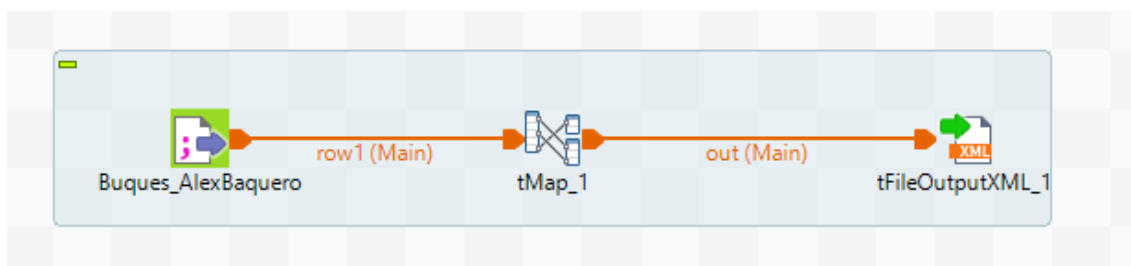 row1 (Main)
out (Main)
XML
Buques_AlexBaquero
tMap_1
tFileOutputXML_1